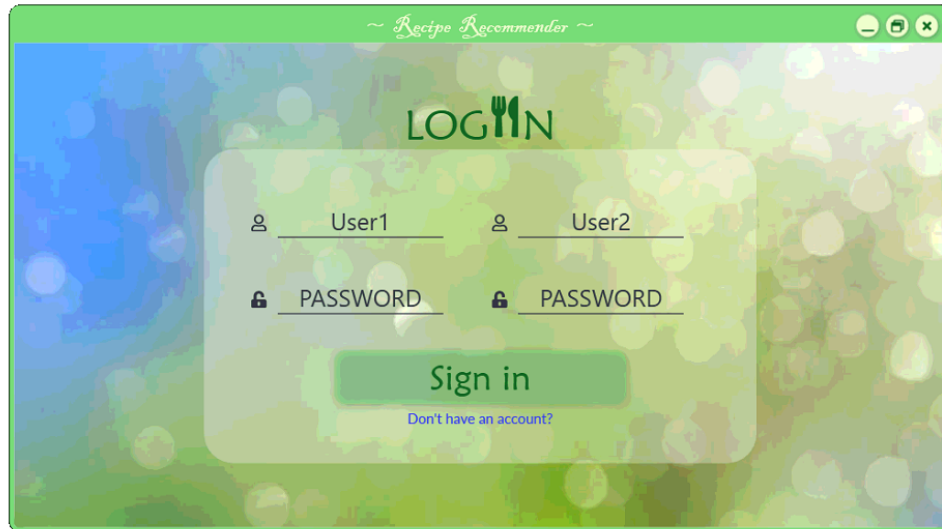 ~ Recipe Recommender ~
LOGIN
User1 User2
PASSWORD PASSWORD
Sign in
Don't have an account?